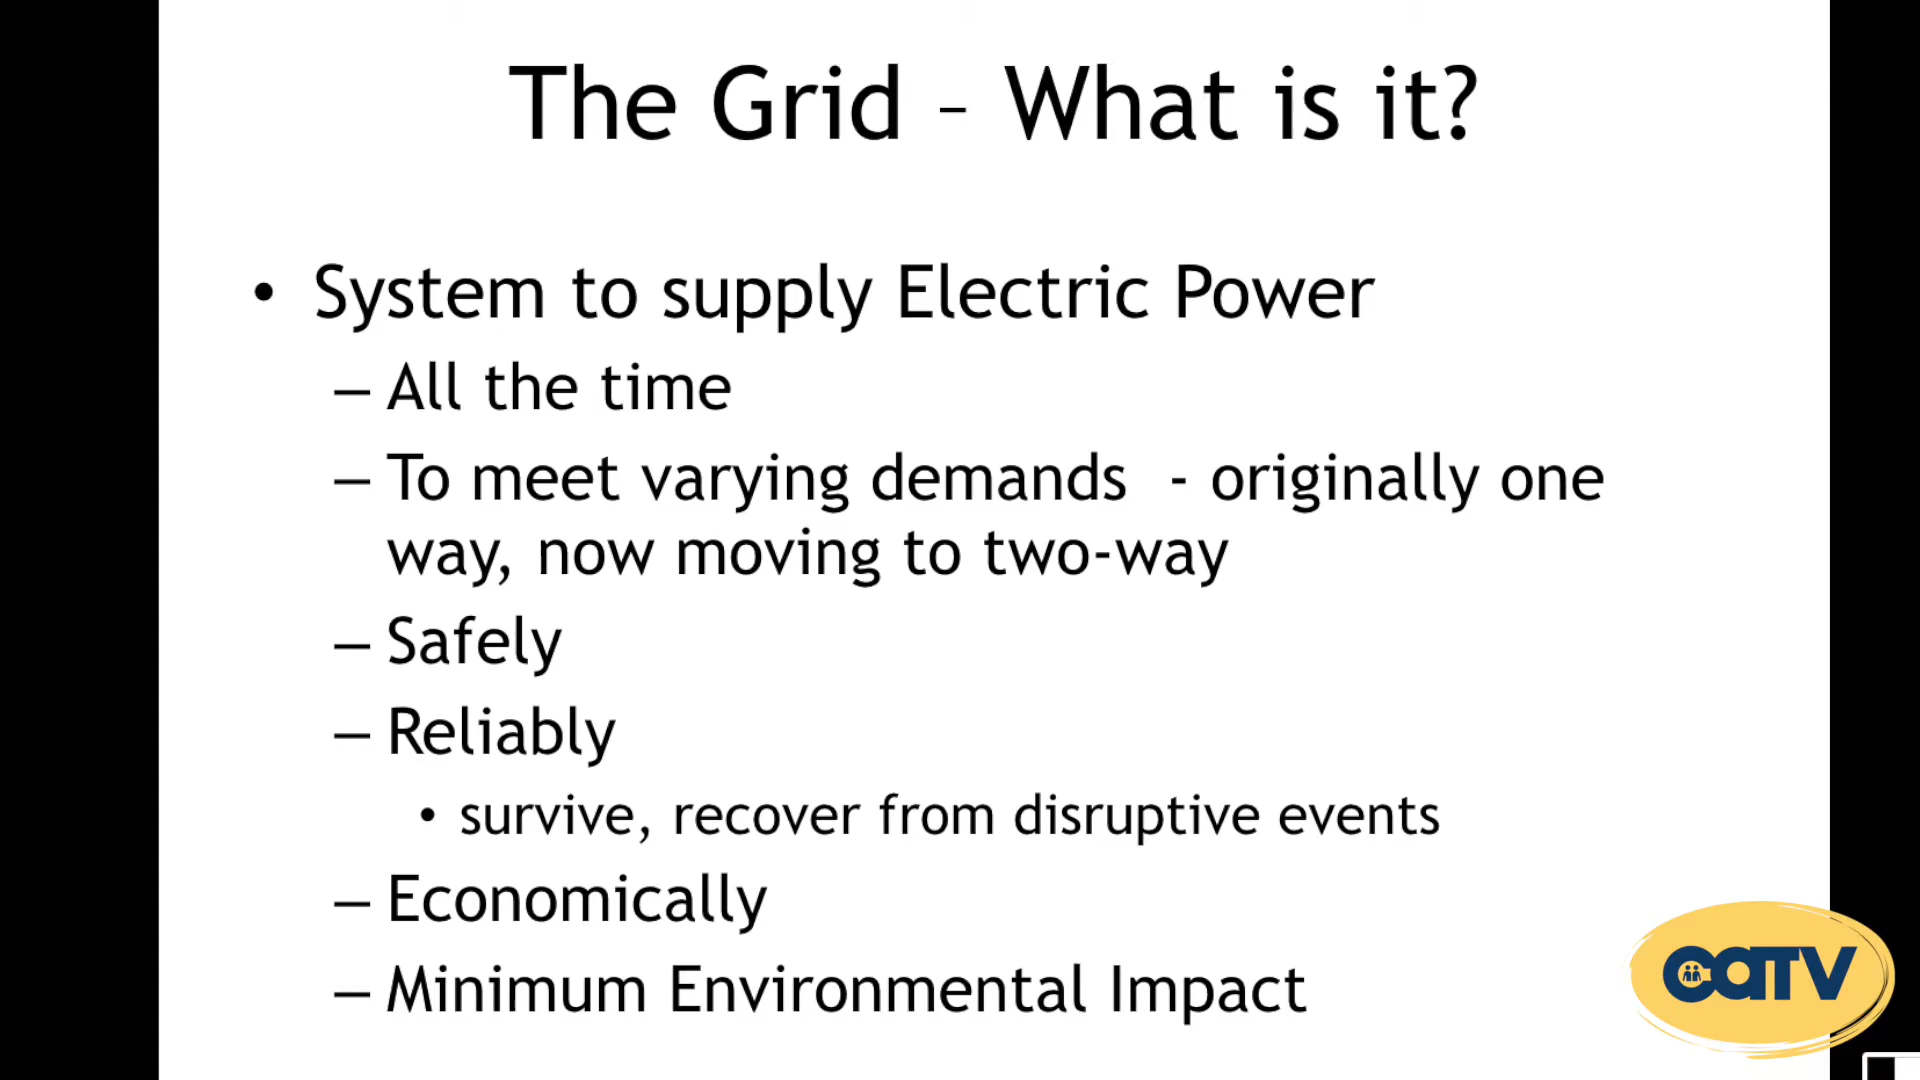 The Grid – What is it?
• System to supply Electric Power
– All the time
– To meet varying demands  - originally one
way, now moving to two-way
– Safely
– Reliably
• survive, recover from disruptive events
– Economically
– Minimum Environmental Impact
CATV